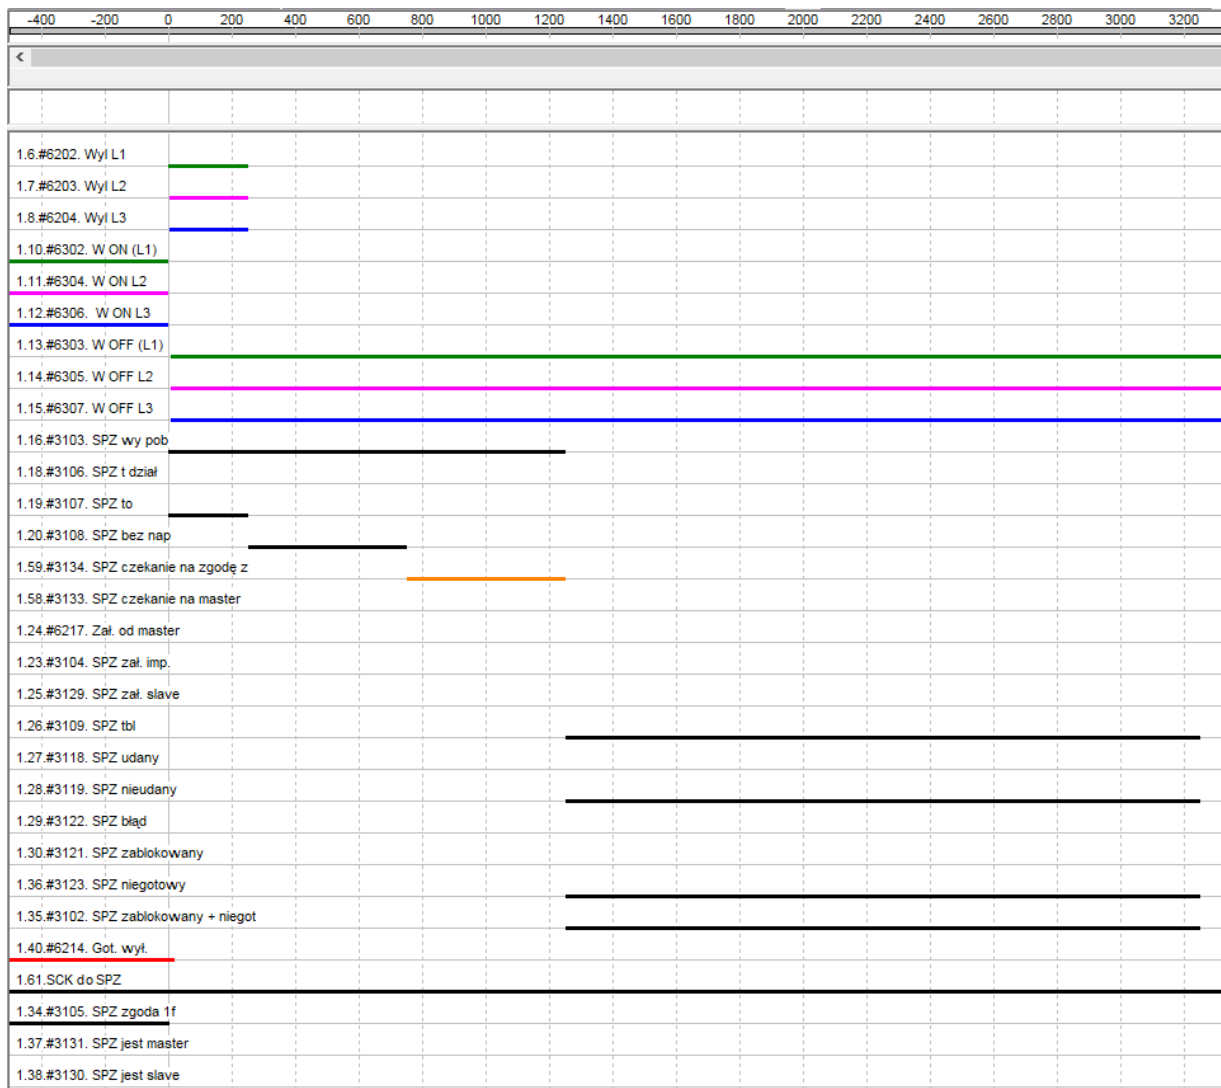 -400 -200 0 200 400 600 800 1000 1200 1400 1600 1800 2000 2200 2400 2600 2800 3000 3200
1.6.#6202. Wyl L1
1.7.#6203. Wyl L2
1.8.#6204. Wyl L3
1.10.#6302. W ON (L1)
1.11.#6304. W ON L2
1.12.#6306. W ON L3
1.13.#6303. W OFF (L1)
1.14.#6305. W OFF L2
1.15.#6307. W OFF L3
1.16.#3103. SPZ wy pob
1.18.#3106. SPZ t dział
1.19.#3107. SPZ to
1.20.#3108. SPZ bez nap
1.59.#3134. SPZ czekanie na zgodę z
1.58.#3133. SPZ czekanie na master
1.24.#6217. Zał. od master
1.23.#3104. SPZ zał. imp.
1.25.#3129. SPZ zał. slave
1.26.#3109. SPZ tbl
1.27.#3118. SPZ udany
1.28.#3119. SPZ nieudany
1.29.#3122. SPZ błąd
1.30.#3121. SPZ zablokowany
1.36.#3123. SPZ niegotowy
1.35.#3102. SPZ zablokowany + niegot
1.40.#6214. Got. wył.
1.61.SCK do SPZ
1.34.#3105. SPZ zgoda 1f
1.37.#3131. SPZ jest master
1.38.#3130. SPZ jest slave